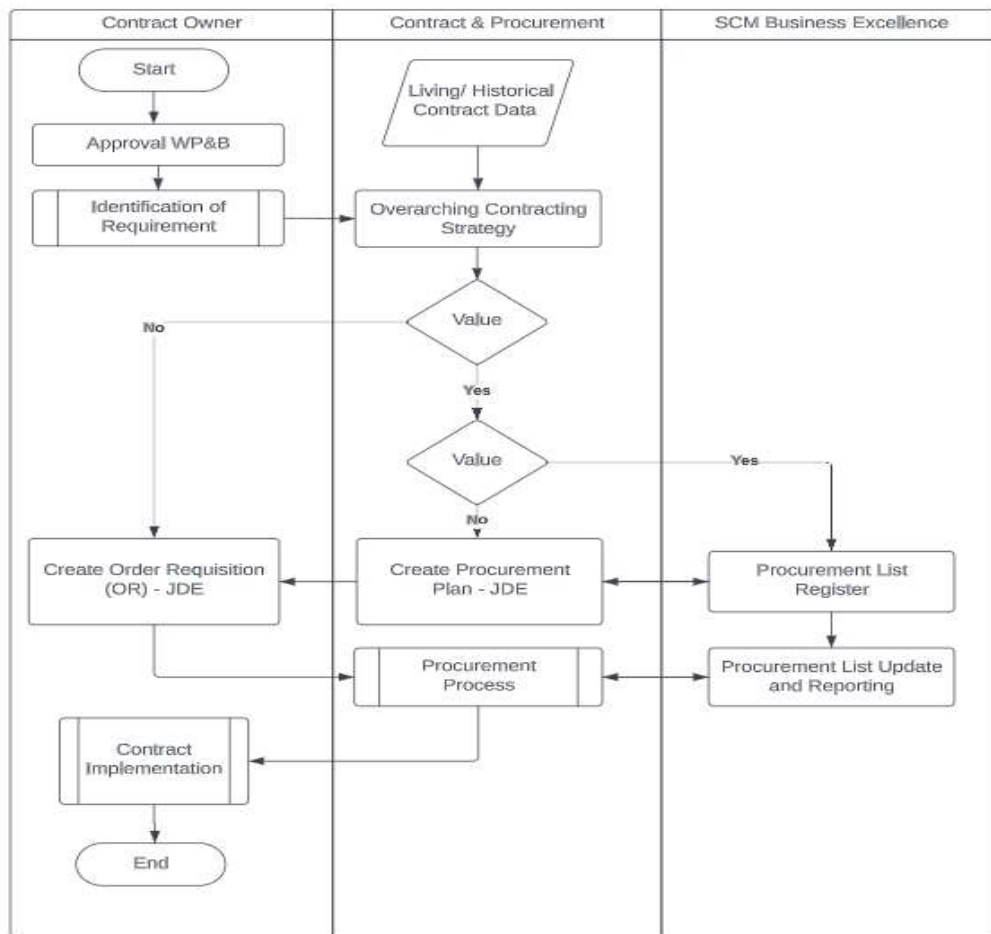 Contract Owner
Contract & Procurement
SCM Business Excellence
Start
Living/ Historical
Contract Data
Approval WP&B
Identification of
Requirement
Overarching Contracting
Strategy
Value
No
Yes
Value
Yes
No
Create Order Requisition
(OR) - JDE
Create Procurement
Plan - JDE
Procurement List
Register
Procurement
Process
Procurement List Update
and Reporting
Contract
Implementation
End